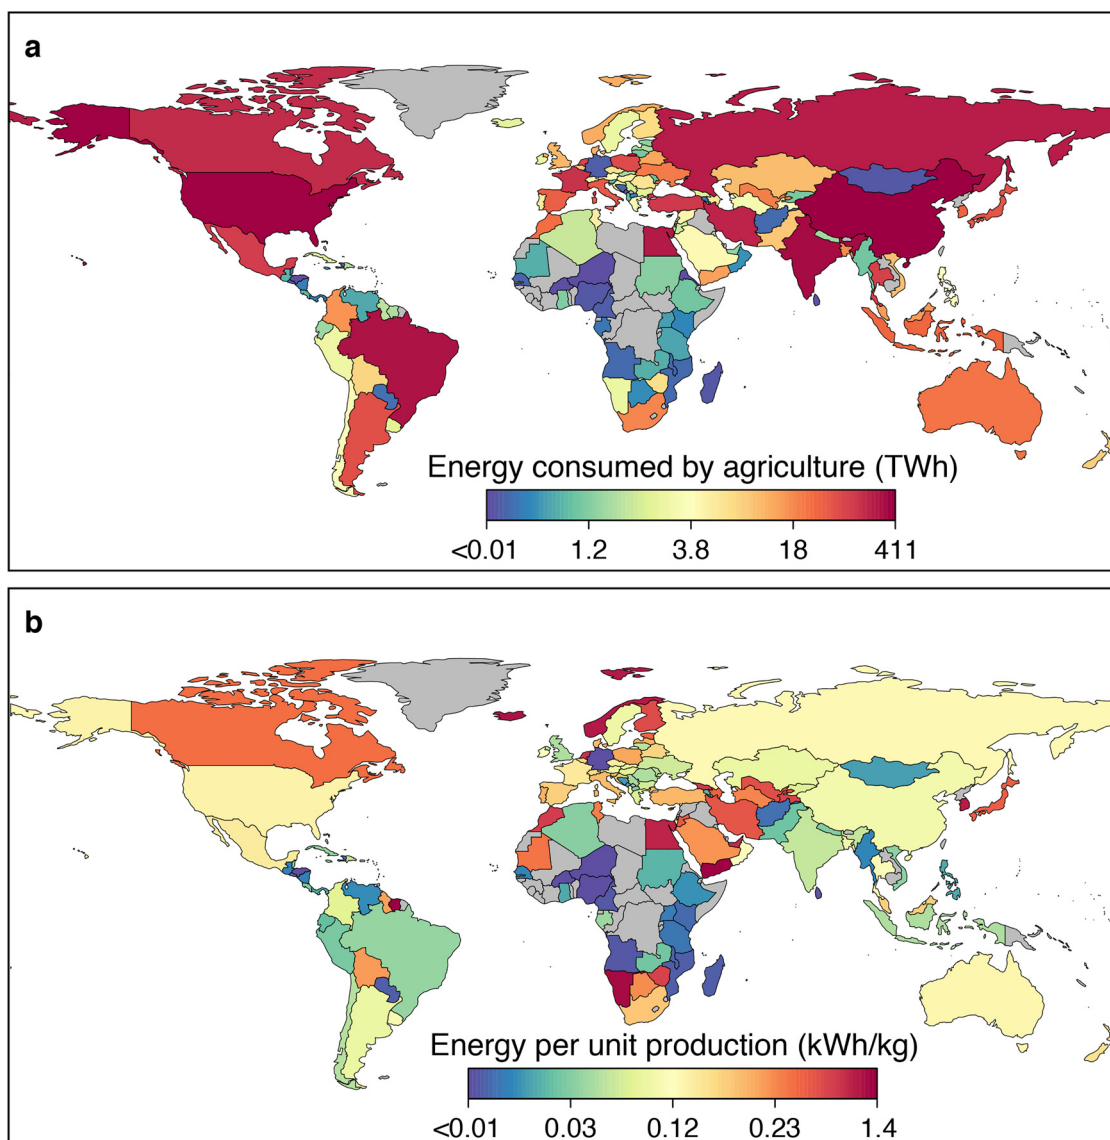 a
Energy consumed by agriculture (TWh)
<0.01 1.2 3.8 18 411
b
Energy per unit production (kWh/kg)
<0.01 0.03 0.12 0.23 1.4